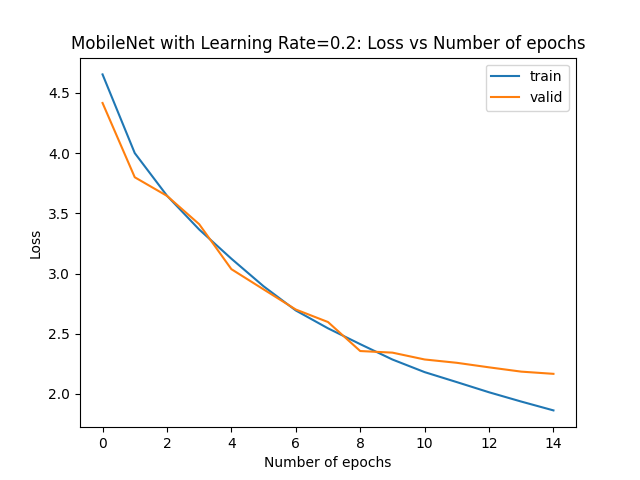 MobileNet with Learning Rate=0.2: Loss vs Number of epochs
train
valid
4.5
4.0
3.5
3.0
2.5
2.0
Loss
0 2 4 6 8 10 12 14
Number of epochs